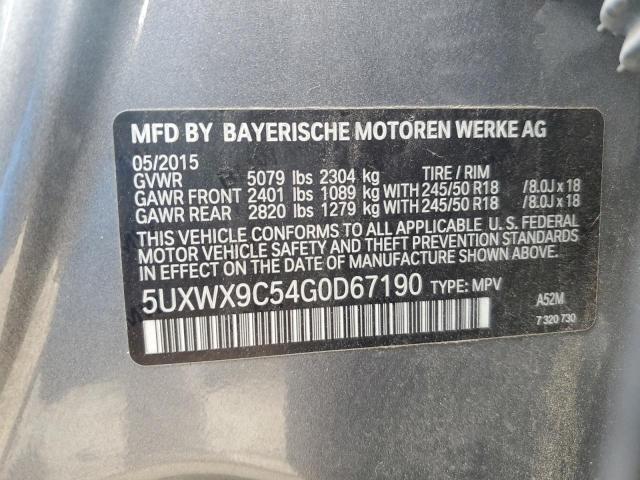 MFD BY BAYERISCHE MOTOREN WERKE AG
05/2015
GVWR 5079 lbs 2304 kg TIRE / RIM
GAWR FRONT 2401 lbs 1089 kg WITH 245/50 R18 /8.0J x 18
GAWR REAR 2820 lbs 1279 kg WITH 245/50 R18 /8.0J x 18
THIS VEHICLE CONFORMS TO ALL APPLICABLE U. S. FEDERAL
MOTOR VEHICLE SAFETY AND THEFT PREVENTION STANDARDS
IN EFFECT ON THE DATE OF MANUFACTURE SHOWN ABOVE.
5UXWX9C54G0D67190 TYPE: MPV
A52M
7 320 730